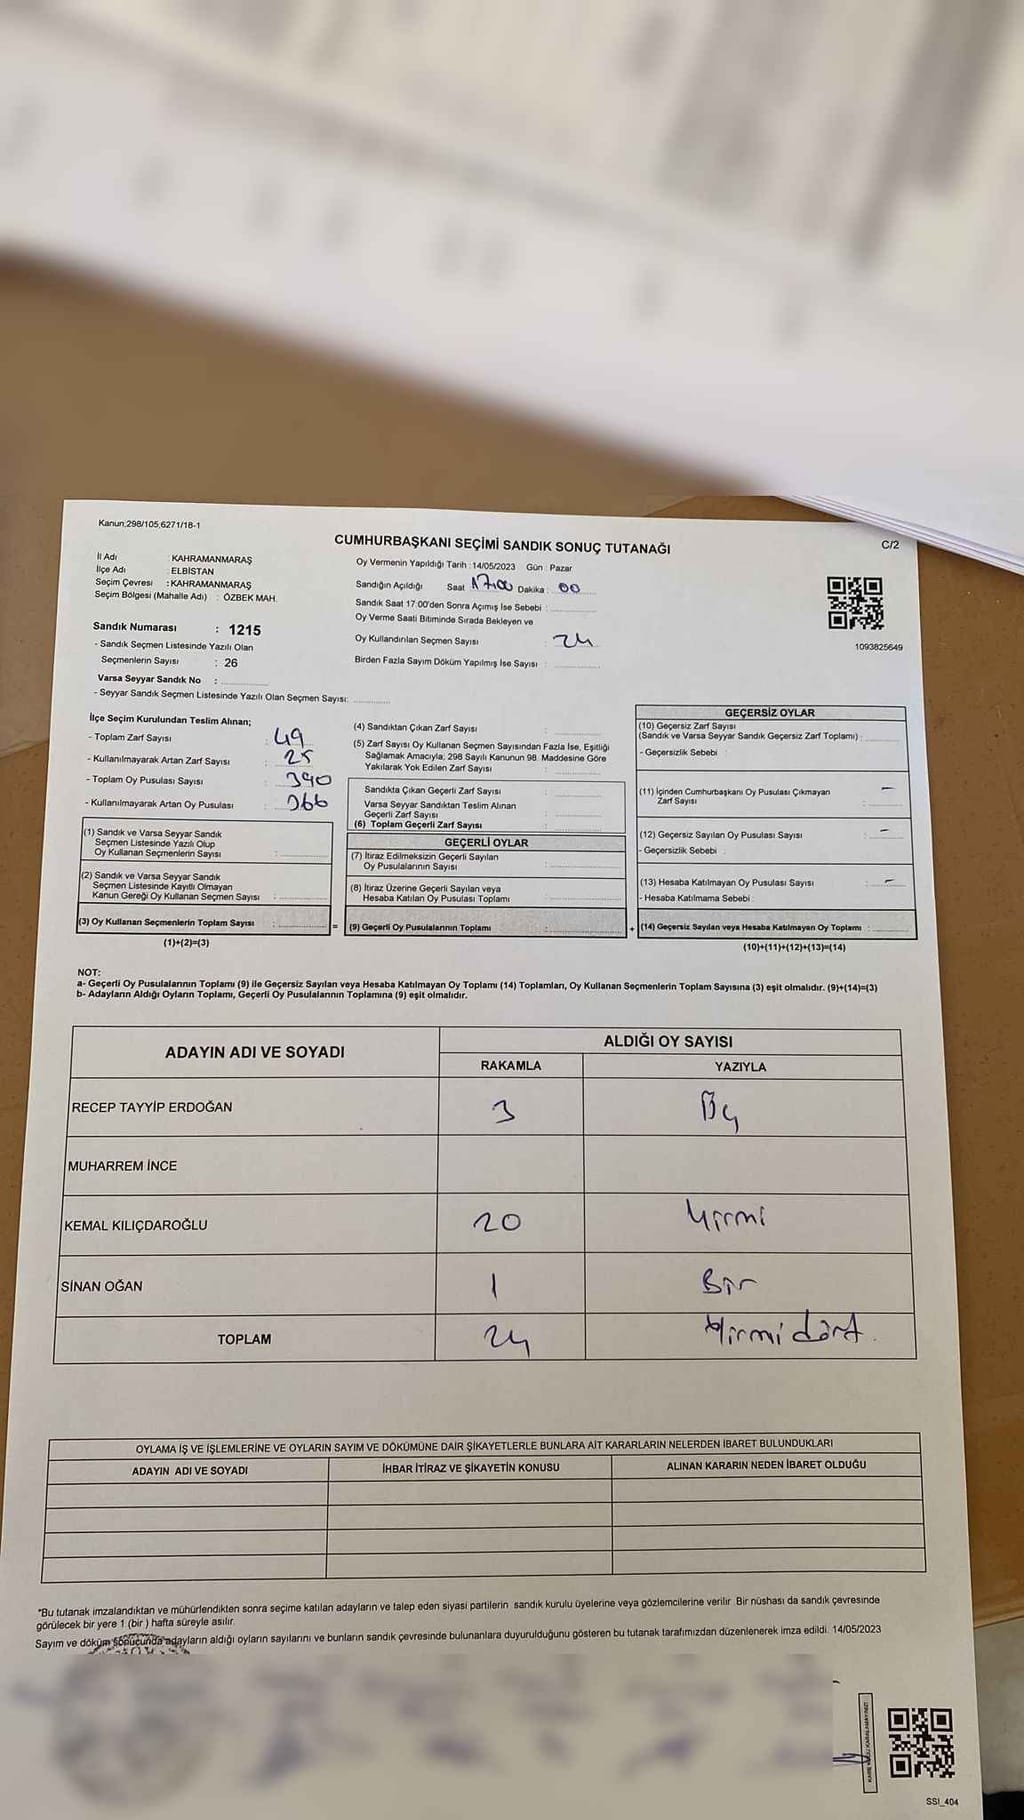 Kanun;298/105,6271/18-1
CUMHURBAŞKANI SEÇİMİ SANDIK SONUÇ TUTANAĞI
C/2
İl Adı : KAHRAMANMARAŞ
İlçe Adı : ELBİSTAN
Seçim Çevresi : KAHRAMANMARAŞ
Seçim Bölgesi (Mahalle Adı) : ÖZBEK MAH.
Sandık Numarası : 1215
- Sandık Seçmen Listesinde Yazılı Olan
Seçmenlerin Sayısı : 26
Varsa Seyyar Sandık No :
- Seyyar Sandık Seçmen Listesinde Yazılı Olan Seçmen Sayısı:
Oy Vermenin Yapıldığı Tarih :14/05/2023 Gün : Pazar
Sandığın Açıldığı Saat 17:00 Dakika : 00
Sandık Saat 17:00'den Sonra Açımış İse Sebebi :
Oy Verme Saati Bitiminde Sırada Bekleyen ve
Oy Kullandırılan Seçmen Sayısı : 24
Birden Fazla Sayım Döküm Yapılmış İse Sayısı :
1093825649
İlçe Seçim Kurulundan Teslim Alınan;
- Toplam Zarf Sayısı : 49
- Kullanılmayarak Artan Zarf Sayısı : 25
- Toplam Oy Pusulası Sayısı : 390
- Kullanılmayarak Artan Oy Pusulası : 366
(1) Sandık ve Varsa Seyyar Sandık
Seçmen Listesinde Yazılı Olup
Oy Kullanan Seçmenlerin Sayısı :
(2) Sandık ve Varsa Seyyar Sandık
Seçmen Listesinde Kayıtlı Olmayan
Kanun Gereği Oy Kullanan Seçmen Sayısı :
(3) Oy Kullanan Seçmenlerin Toplam Sayısı :
(1)+(2)=(3)
(4) Sandıktan Çıkan Zarf Sayısı :
(5) Zarf Sayısı Oy Kullanan Seçmen Sayısından Fazla İse, Eşitliği
Sağlamak Amacıyla; 298 Sayılı Kanunun 98. Maddesine Göre
Yakılarak Yok Edilen Zarf Sayısı :
Sandıkta Çıkan Geçerli Zarf Sayısı :
Varsa Seyyar Sandıktan Teslim Alınan
Geçerli Zarf Sayısı :
(6) Toplam Geçerli Zarf Sayısı :
GEÇERLİ OYLAR
(7) İtiraz Edilmeksizin Geçerli Sayılan
Oy Pusulalarının Sayısı :
(8) İtiraz Üzerine Geçerli Sayılan veya
Hesaba Katılan Oy Pusulası Toplamı :
= (9) Geçerli Oy Pusulalarının Toplamı :
GEÇERSİZ OYLAR
(10) Geçersiz Zarf Sayısı
(Sandık ve Varsa Seyyar Sandık Geçersiz Zarf Toplamı) :
- Geçersizlik Sebebi :
(11) İçinden Cumhurbaşkanı Oy Pusulası Çıkmayan
Zarf Sayısı : –
(12) Geçersiz Sayılan Oy Pusulası Sayısı : –
- Geçersizlik Sebebi :
(13) Hesaba Katılmayan Oy Pusulası Sayısı : –
- Hesaba Katılmama Sebebi :
+ (14) Geçersiz Sayılan veya Hesaba Katılmayan Oy Toplamı :
(10)+(11)+(12)+(13)=(14)
NOT:
a- Geçerli Oy Pusulalarının Toplamı (9) ile Geçersiz Sayılan veya Hesaba Katılmayan Oy Toplamı (14) Toplamları, Oy Kullanan Seçmenlerin Toplam Sayısına (3) eşit olmalıdır. (9)+(14)=(3)
b- Adayların Aldığı Oyların Toplamı, Geçerli Oy Pusulalarının Toplamına (9) eşit olmalıdır.
ADAYIN ADI VE SOYADI
ALDIĞI OY SAYISI
RAKAMLA YAZIYLA
RECEP TAYYİP ERDOĞAN 3 Üç
MUHARREM İNCE
KEMAL KILIÇDAROĞLU 20 Yirmi
SİNAN OĞAN 1 Bir
TOPLAM 24 Yirmi dört.
OYLAMA İŞ VE İŞLEMLERİNE VE OYLARIN SAYIM VE DÖKÜMÜNE DAİR ŞİKAYETLERLE BUNLARA AİT KARARLARIN NELERDEN İBARET BULUNDUKLARI
ADAYIN ADI VE SOYADI İHBAR İTİRAZ VE ŞİKAYETİN KONUSU ALINAN KARARIN NEDEN İBARET OLDUĞU
*Bu tutanak imzalandıktan ve mühürlendikten sonra seçime katılan adayların ve talep eden siyasi partilerin sandık kurulu üyelerine veya gözlemcilerine verilir. Bir nüshası da sandık çevresinde
görülecek bir yere 1 (bir ) hafta süreyle asılır.
Sayım ve döküm sonucunda adayların aldığı oyların sayılarını ve bunların sandık çevresinde bulunanlara duyurulduğunu gösteren bu tutanak tarafımızdan düzenlenerek imza edildi. 14/05/2023
SSI_404